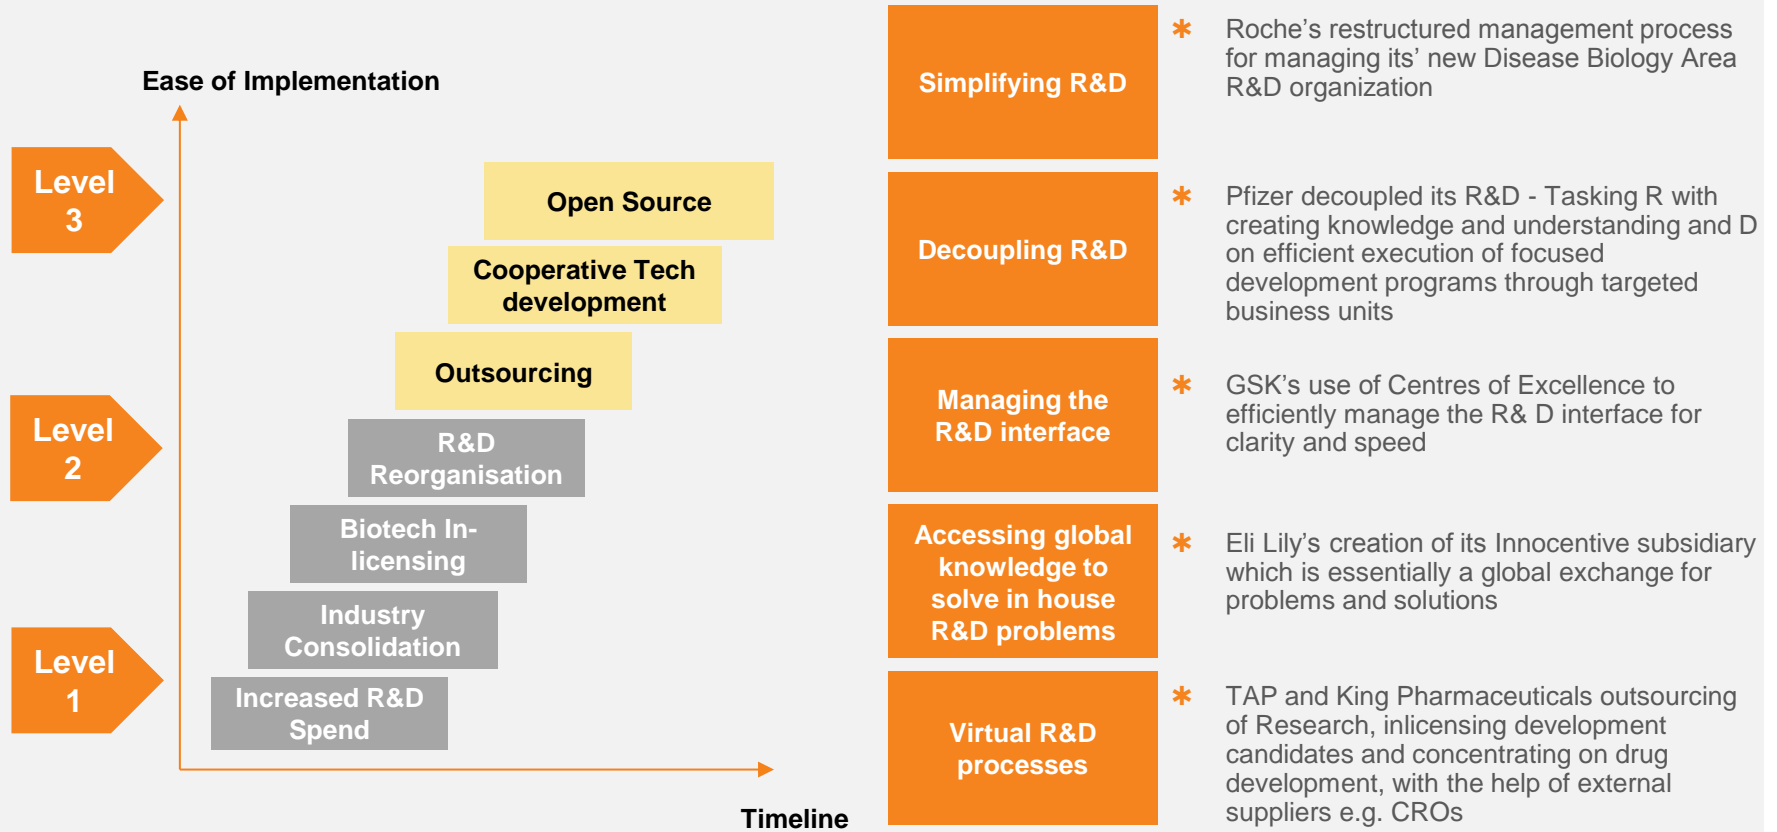 Ease of Implementation
Level
3
Level
2
Level
1
Open Source
Cooperative Tech
development
Outsourcing
R&D
Reorganisation
Biotech In-
licensing
Industry
Consolidation
Increased R&D
Spend
Timeline
Simplifying R&D
Roche’s restructured management process
for managing its’ new Disease Biology Area
R&D organization
Decoupling R&D
Pfizer decoupled its R&D - Tasking R with
creating knowledge and understanding and D
on efficient execution of focused
development programs through targeted
business units
Managing the
R&D interface
GSK’s use of Centres of Excellence to
efficiently manage the R& D interface for
clarity and speed
Accessing global
knowledge to
solve in house
R&D problems
Eli Lily’s creation of its Innocentive subsidiary
which is essentially a global exchange for
problems and solutions
Virtual R&D
processes
TAP and King Pharmaceuticals outsourcing
of Research, inlicensing development
candidates and concentrating on drug
development, with the help of external
suppliers e.g. CROs